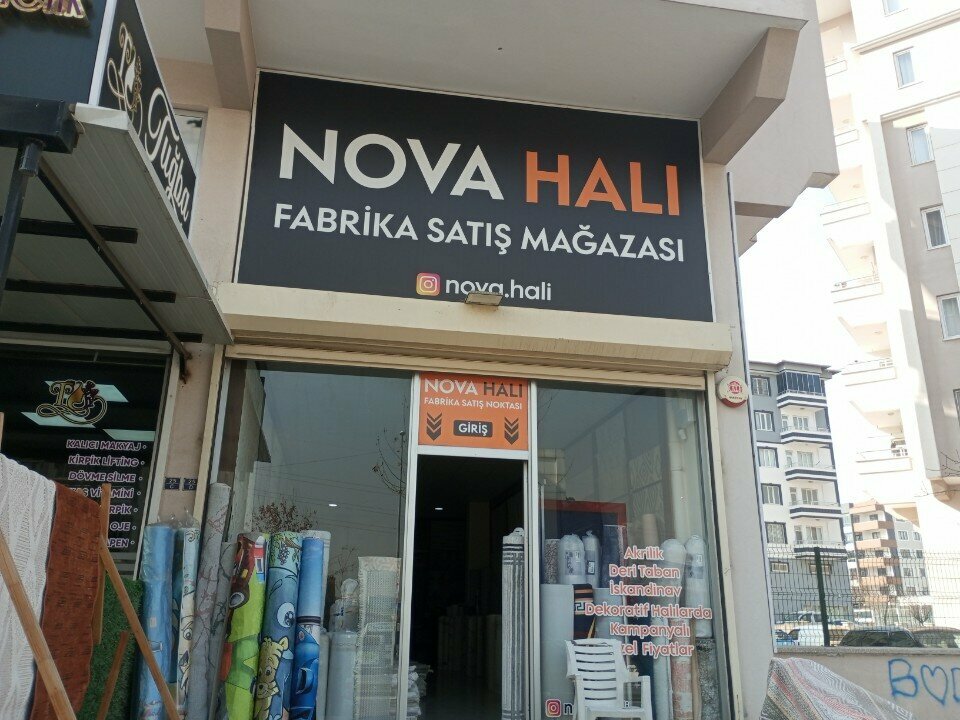 Tuğba
NOVA HALI
FABRİKA SATIŞ MAĞAZASI
nova.hali
NOVA HALI
FABRİKA SATIŞ NOKTASI
GİRİŞ
KALICI MAKYAJ
KİRPİK LİFTİNG
DÖVME SİLME
OJE
Akrilik
Deri Taban
İskandinav
Dekoratif Halılarda
Kampanyalı
Fiyatlar